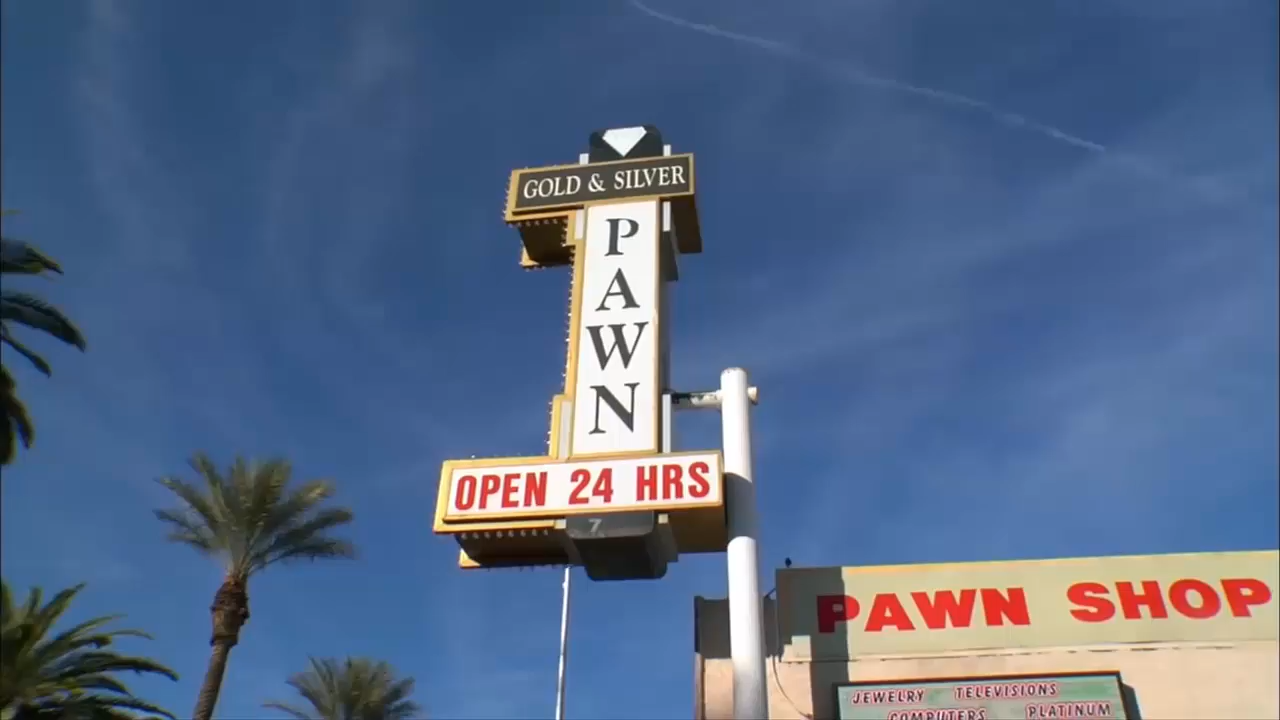 GOLD & SILVER
PAWN
OPEN 24 HRS
7
PAWN SHOP
JEWELRY TELEVISIONS
COMPUTERS PLATINUM